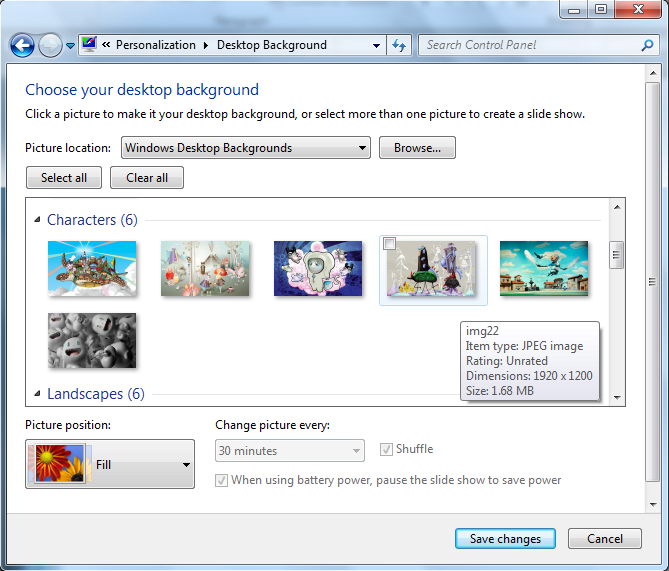 « Personalization ▸ Desktop Background
Search Control Panel
Choose your desktop background
Click a picture to make it your desktop background, or select more than one picture to create a slide show.
Picture location: Windows Desktop Backgrounds Browse...
Select all Clear all
Characters (6)
img22
Item type: JPEG image
Rating: Unrated
Dimensions: 1920 x 1200
Size: 1.68 MB
Landscapes (6)
Picture position: Change picture every:
Fill 30 minutes Shuffle
When using battery power, pause the slide show to save power
Save changes Cancel